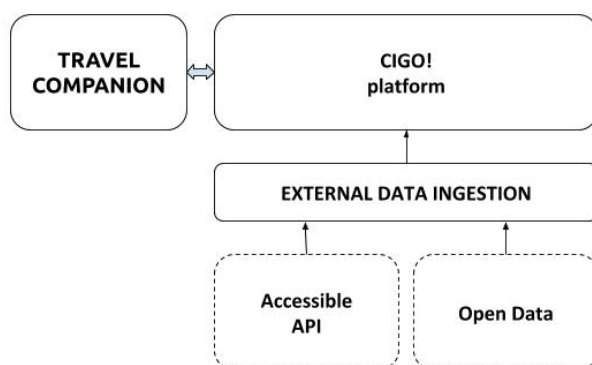 TRAVEL
COMPANION
CIGO!
platform
EXTERNAL DATA INGESTION
Accessible
API
Open Data